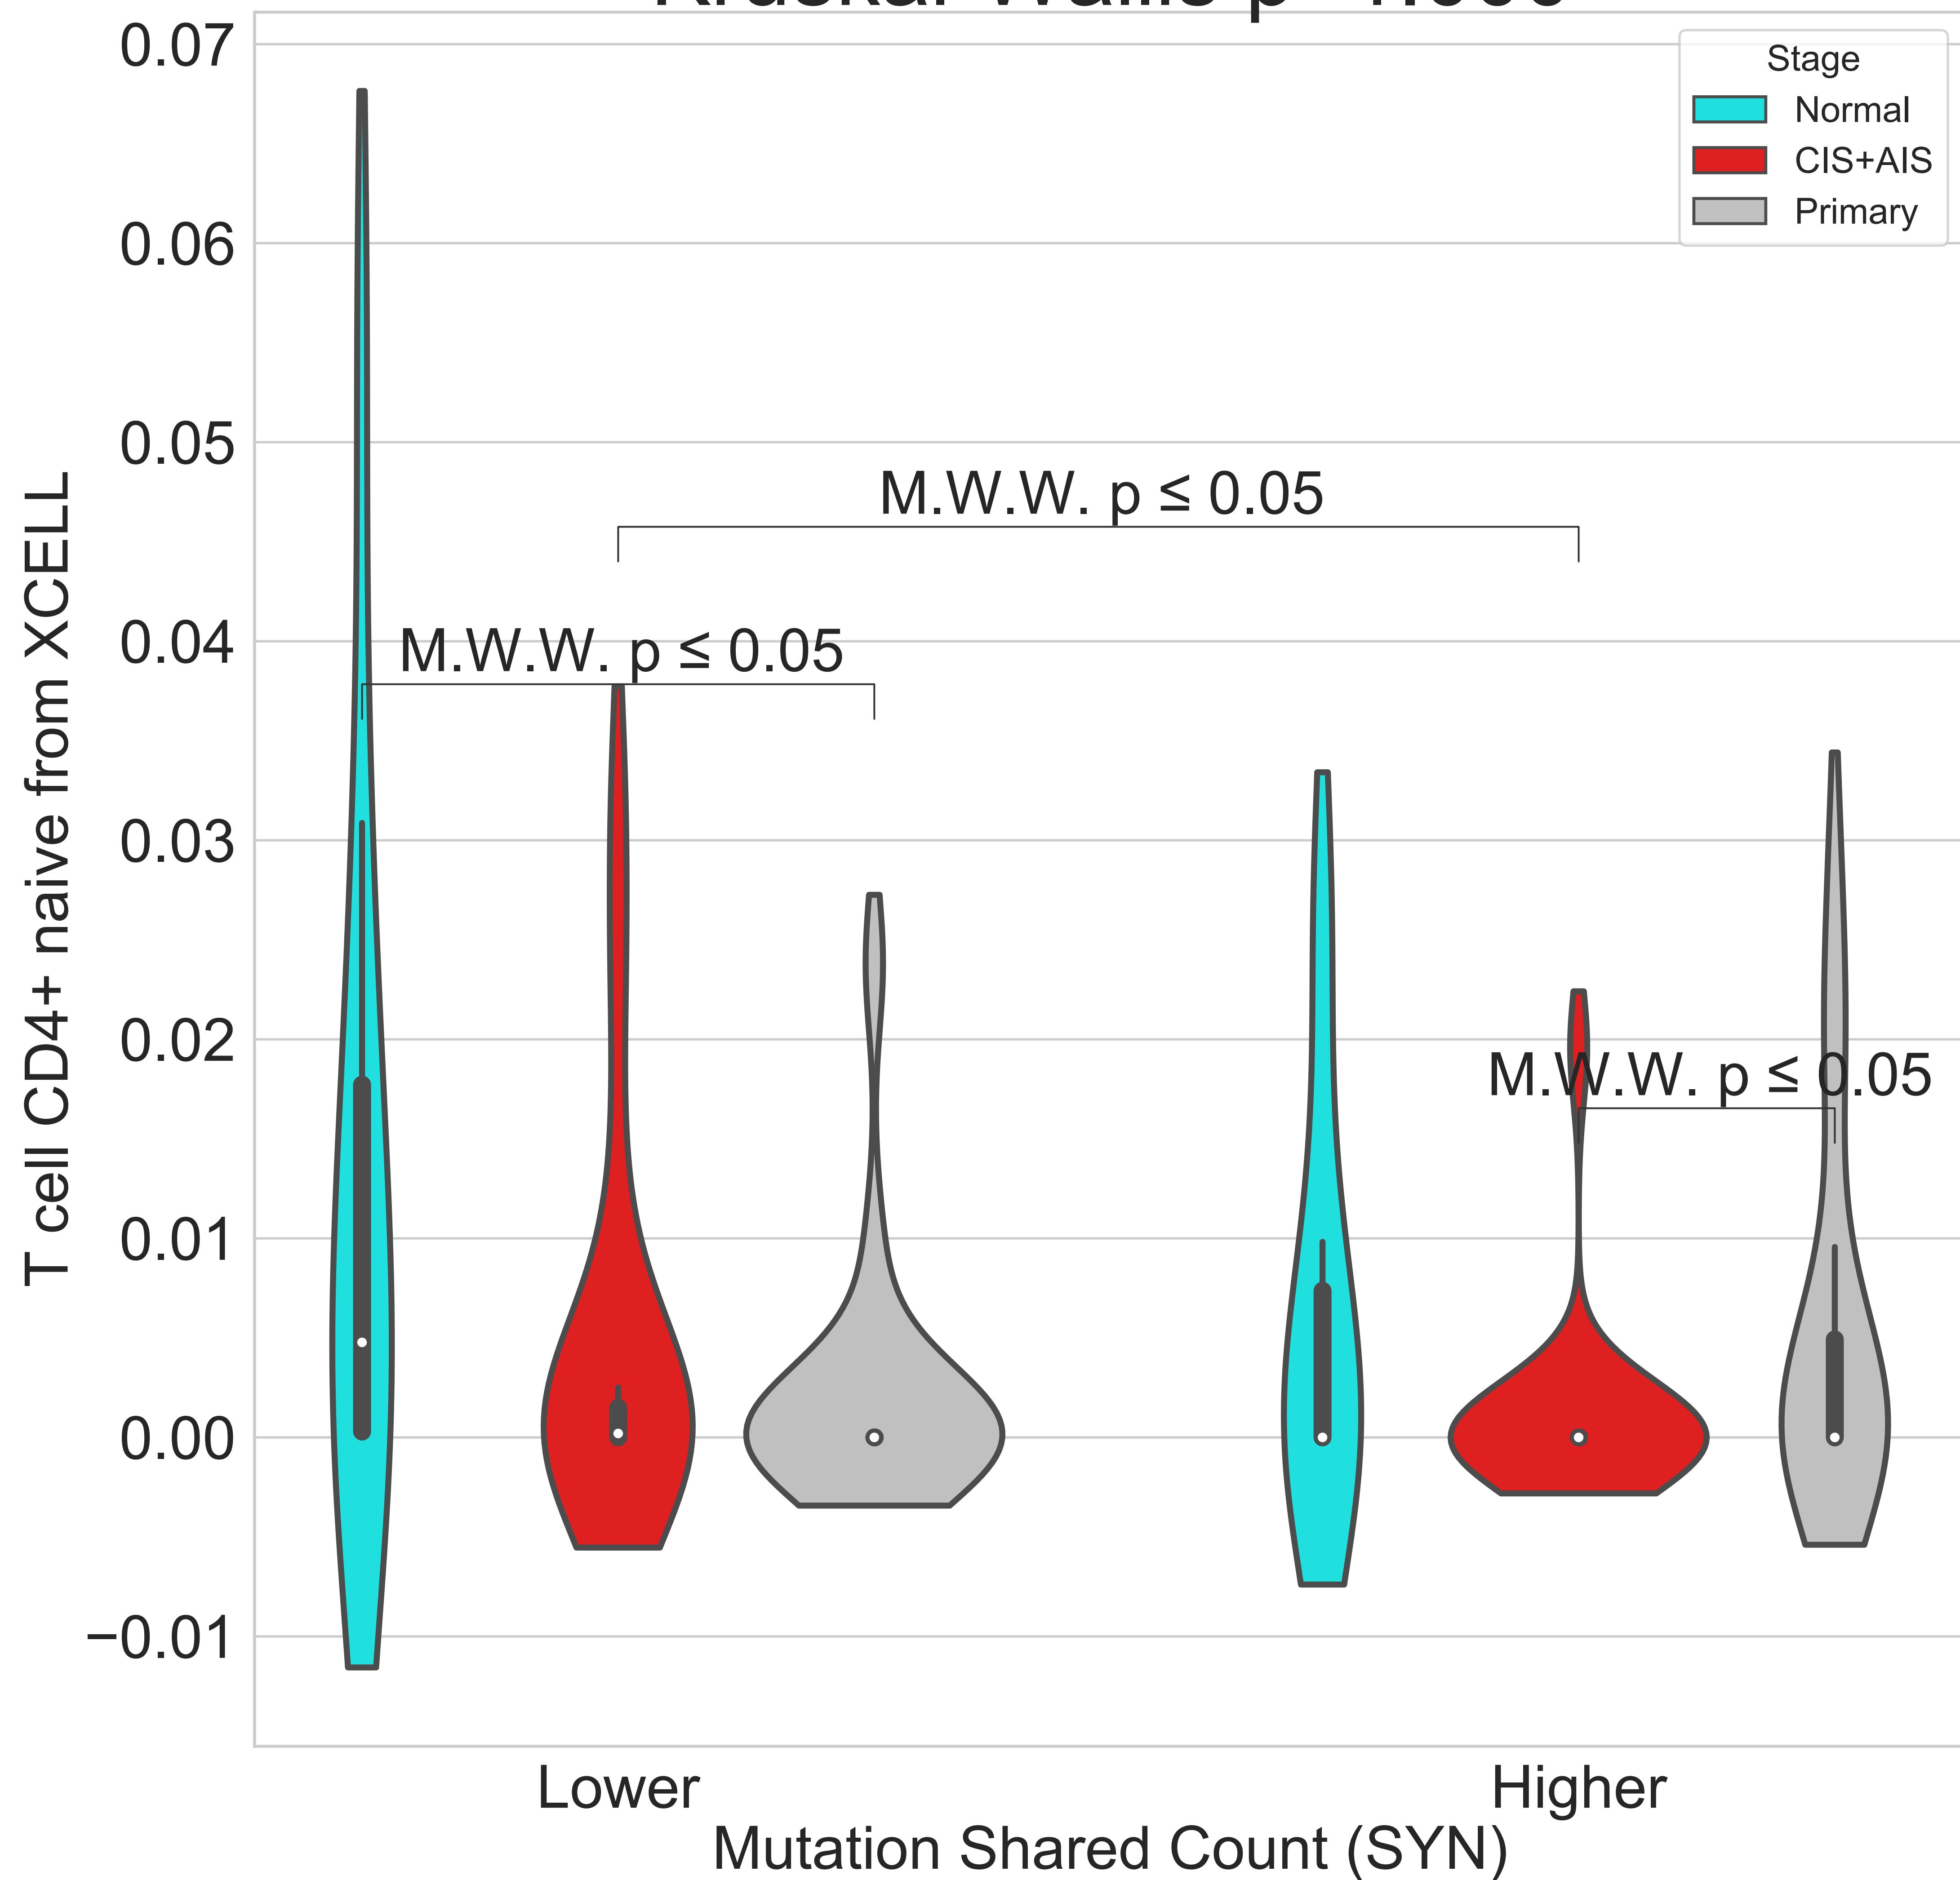 0.07
0.06
0.05
0.04
0.03
0.02
0.01
0.00
−0.01
T cell CD4+ naive from XCELL
Stage
Normal
CIS+AIS
Primary
M.W.W. p ≤ 0.05
M.W.W. p ≤ 0.05
M.W.W. p ≤ 0.05
Lower
Higher
Mutation Shared Count (SYN)